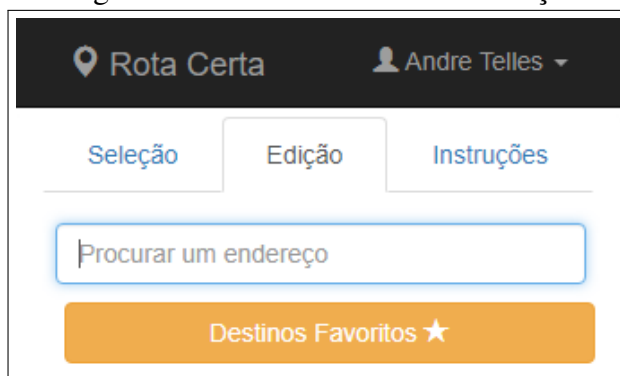 Rota Certa Andre Telles
Seleção Edição Instruções
Procurar um endereço
Destinos Favoritos